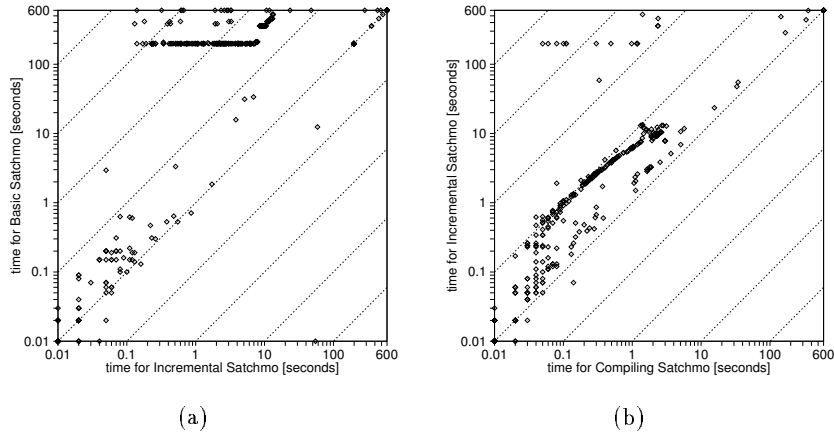 600
100
10
1
0.1
0.01
time for Basic Satchmo [seconds]
0.01 0.1 1 10 100 600
time for Incremental Satchmo [seconds]
(a)
600
100
10
1
0.1
0.01
time for Incremental Satchmo [seconds]
0.01 0.1 1 10 100 600
time for Compiling Satchmo [seconds]
(b)